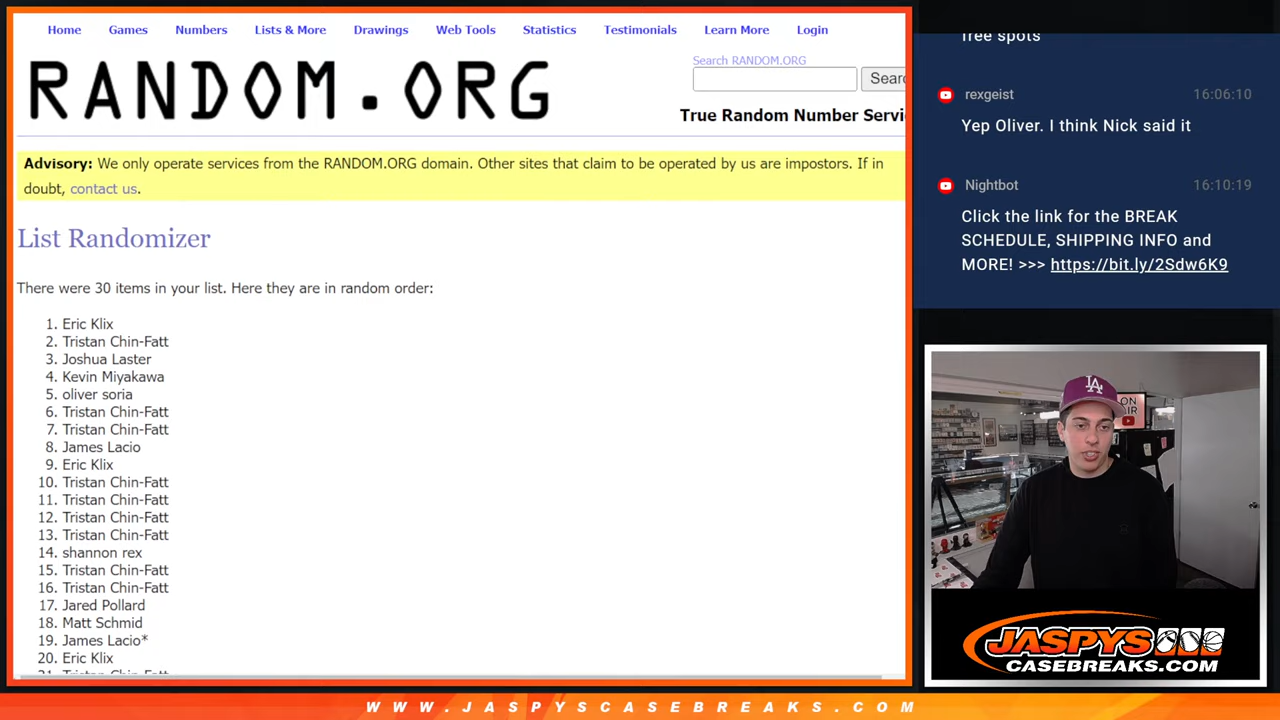 Home Games Numbers Lists & More Drawings Web Tools Statistics Testimonials Learn More Login
RANDOM.ORG
Search RANDOM.ORG
True Random Number Servi
Advisory: We only operate services from the RANDOM.ORG domain. Other sites that claim to be operated by us are impostors. If in
doubt, contact us.
List Randomizer
There were 30 items in your list. Here they are in random order:
1. Eric Klix
2. Tristan Chin-Fatt
3. Joshua Laster
4. Kevin Miyakawa
5. oliver soria
6. Tristan Chin-Fatt
7. Tristan Chin-Fatt
8. James Lacio
9. Eric Klix
10. Tristan Chin-Fatt
11. Tristan Chin-Fatt
12. Tristan Chin-Fatt
13. Tristan Chin-Fatt
14. shannon rex
15. Tristan Chin-Fatt
16. Tristan Chin-Fatt
17. Jared Pollard
18. Matt Schmid
19. James Lacio*
20. Eric Klix
21. Tristan Chin-Fatt
free spots
rexgeist 16:06:10
Yep Oliver. I think Nick said it
Nightbot 16:10:19
Click the link for the BREAK
SCHEDULE, SHIPPING INFO and
MORE! >>> https://bit.ly/2Sdw6K9
LA
ON
AIR
JASPYS
CASEBREAKS.COM
WWW.JASPYSCASEBREAKS.COM